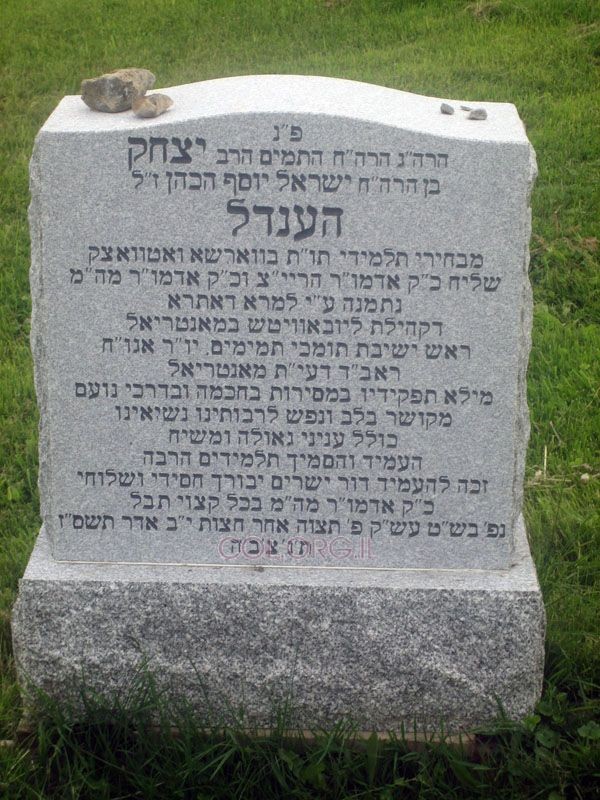 פ״נ
הרה״ג הרה״ח התמים הרב יצחק
בן הרה״ח ישראל יוסף הכהן ז״ל
הענדל
מבחירי תלמידי תו״ת בווארשא ואטוואצק
שליח כ״ק אדמו״ר הריי״צ וכ״ק אדמו״ר מה״מ
נתמנה ע״י למרא דאתרא
דקהילת ליובאוויטש במאנטריאל
ראש ישיבת תומכי תמימים. יו״ר אגו״ח
ראב״ד דעי״ת מאנטריאל
מילא תפקידיו במסירות בחכמה ובדרכי נועם
מקושר בלב ונפש לרבותינו נשיאינו
כולל עניני גאולה ומשיח
העמיד והסמיך תלמידים הרבה
זכה להעמיד דור ישרים יבורך חסידי ושלוחי
כ״ק אדמו״ר מה״מ בכל קצוי תבל
נפ׳ בש״ט עש״ק פ׳ תצוה אחר חצות י״ב אדר תשס״ז
ת׳נ׳צ׳ב׳ה
COL.ORG.IL